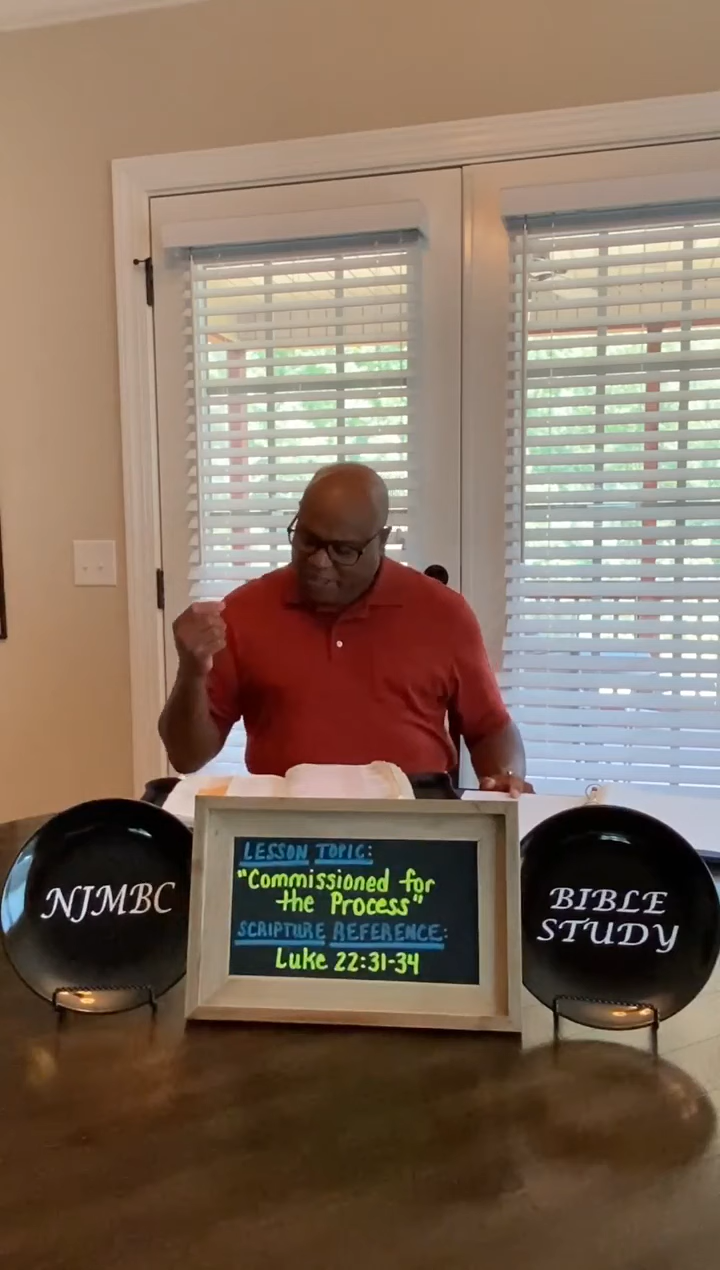 NJMBC
LESSON TOPIC:
"Commissioned for
the Process"
SCRIPTURE REFERENCE:
Luke 22:31-34
BIBLE
STUDY